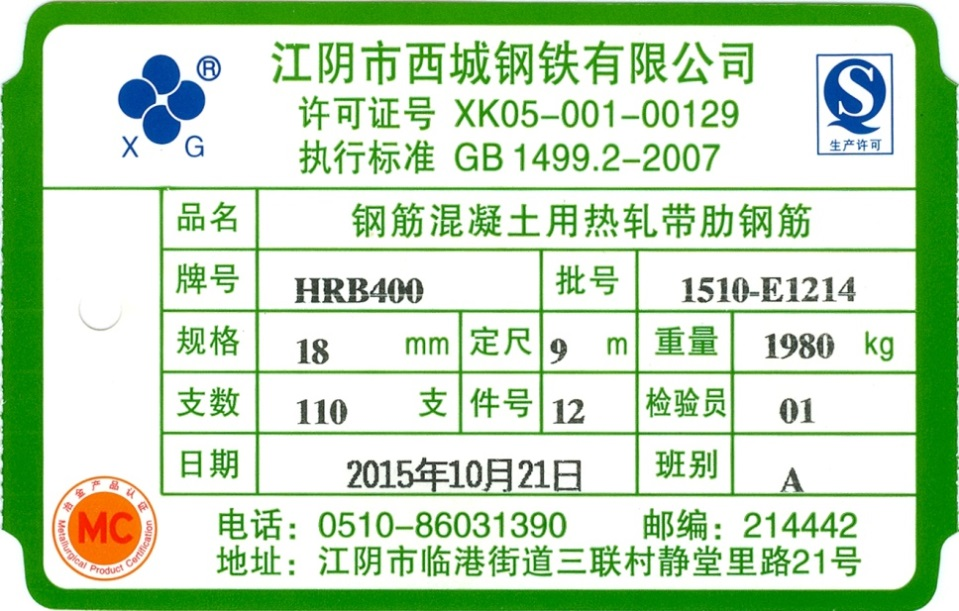 江阴市西城钢铁有限公司
许可证号 XK05-001-00129
执行标准 GB 1499.2-2007
®
X G
S
生产许可
品名 钢筋混凝土用热轧带肋钢筋
牌号 HRB400 批号 1510-E1214
规格 18 mm 定尺 9 m 重量 1980 kg
支数 110 支 件号 12 检验员 01
日期 2015年10月21日 班别 A
冶金产品认证
MC
Metallurgical Product Certification
电话：0510-86031390 邮编：214442
地址：江阴市临港街道三联村静堂里路21号